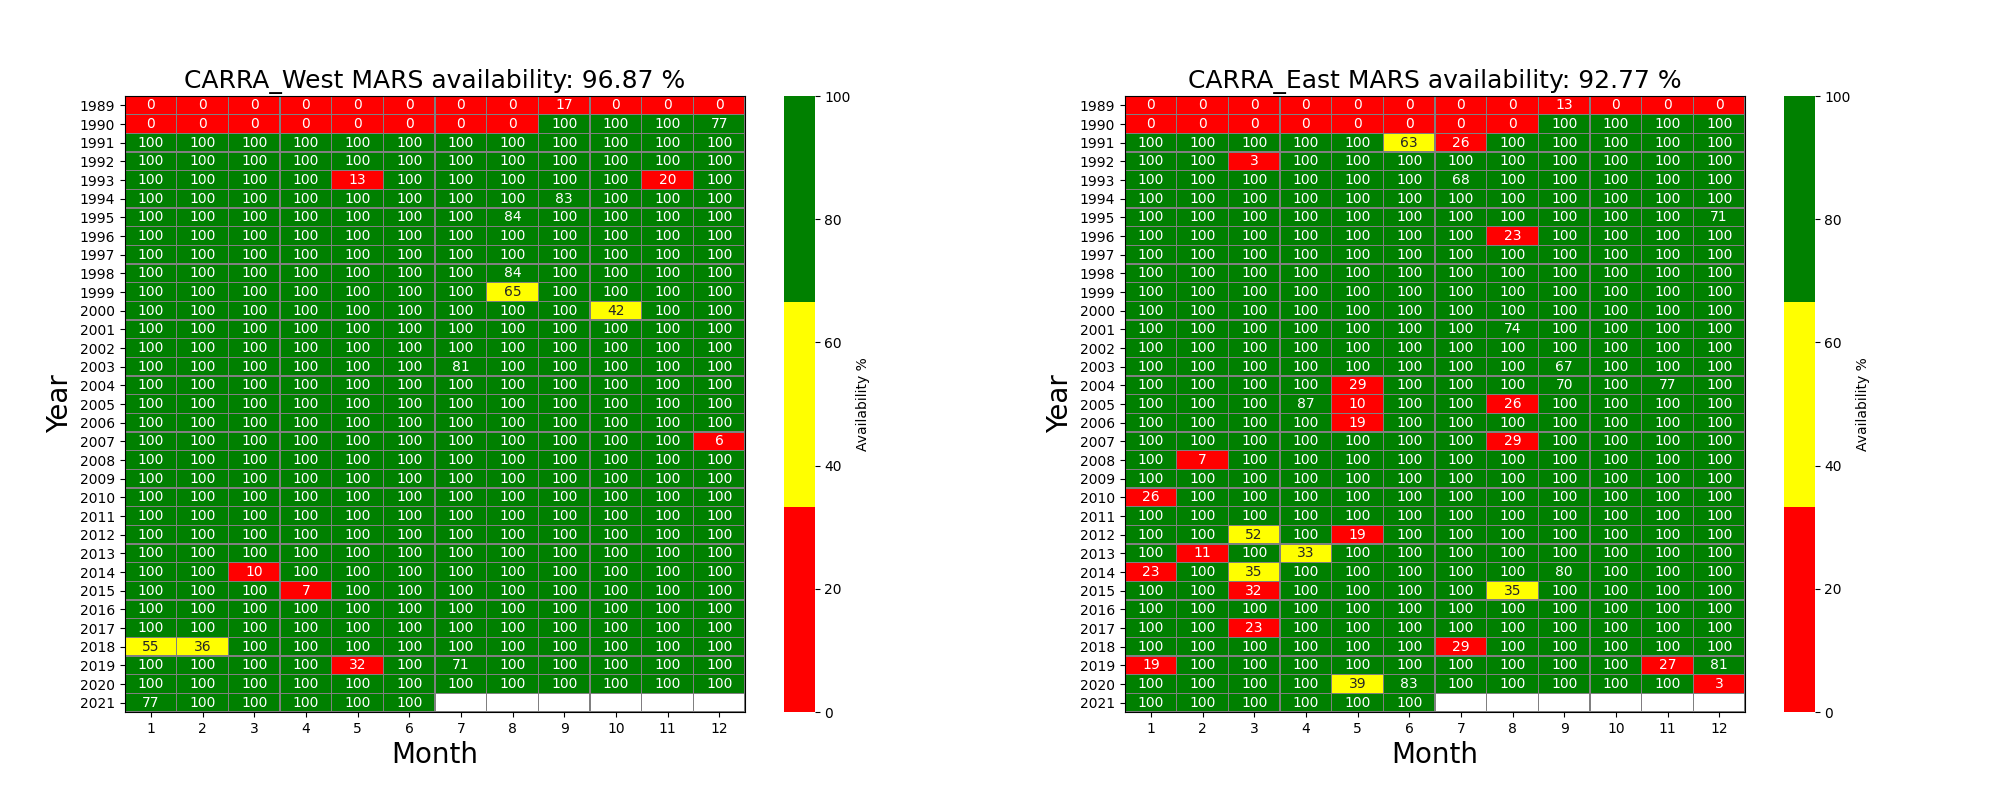 CARRA_West MARS availability: 96.87 %
1989 0 0 0 0 0 0 0 0 17 0 0 0
1990 0 0 0 0 0 0 0 0 100 100 100 77
1991 100 100 100 100 100 100 100 100 100 100 100 100
1992 100 100 100 100 100 100 100 100 100 100 100 100
1993 100 100 100 100 13 100 100 100 100 100 20 100
1994 100 100 100 100 100 100 100 100 83 100 100 100
1995 100 100 100 100 100 100 100 84 100 100 100 100
1996 100 100 100 100 100 100 100 100 100 100 100 100
1997 100 100 100 100 100 100 100 100 100 100 100 100
1998 100 100 100 100 100 100 100 84 100 100 100 100
1999 100 100 100 100 100 100 100 65 100 100 100 100
2000 100 100 100 100 100 100 100 100 100 42 100 100
2001 100 100 100 100 100 100 100 100 100 100 100 100
2002 100 100 100 100 100 100 100 100 100 100 100 100
2003 100 100 100 100 100 100 81 100 100 100 100 100
2004 100 100 100 100 100 100 100 100 100 100 100 100
2005 100 100 100 100 100 100 100 100 100 100 100 100
2006 100 100 100 100 100 100 100 100 100 100 100 100
2007 100 100 100 100 100 100 100 100 100 100 100 6
2008 100 100 100 100 100 100 100 100 100 100 100 100
2009 100 100 100 100 100 100 100 100 100 100 100 100
2010 100 100 100 100 100 100 100 100 100 100 100 100
2011 100 100 100 100 100 100 100 100 100 100 100 100
2012 100 100 100 100 100 100 100 100 100 100 100 100
2013 100 100 100 100 100 100 100 100 100 100 100 100
2014 100 100 10 100 100 100 100 100 100 100 100 100
2015 100 100 100 7 100 100 100 100 100 100 100 100
2016 100 100 100 100 100 100 100 100 100 100 100 100
2017 100 100 100 100 100 100 100 100 100 100 100 100
2018 55 36 100 100 100 100 100 100 100 100 100 100
2019 100 100 100 100 32 100 71 100 100 100 100 100
2020 100 100 100 100 100 100 100 100 100 100 100 100
2021 77 100 100 100 100 100
1 2 3 4 5 6 7 8 9 10 11 12
Month
Year
100
80
60
40
20
0
Availability %
CARRA_East MARS availability: 92.77 %
1989 0 0 0 0 0 0 0 0 13 0 0 0
1990 0 0 0 0 0 0 0 0 100 100 100 100
1991 100 100 100 100 100 63 26 100 100 100 100 100
1992 100 100 3 100 100 100 100 100 100 100 100 100
1993 100 100 100 100 100 100 68 100 100 100 100 100
1994 100 100 100 100 100 100 100 100 100 100 100 100
1995 100 100 100 100 100 100 100 100 100 100 100 71
1996 100 100 100 100 100 100 100 23 100 100 100 100
1997 100 100 100 100 100 100 100 100 100 100 100 100
1998 100 100 100 100 100 100 100 100 100 100 100 100
1999 100 100 100 100 100 100 100 100 100 100 100 100
2000 100 100 100 100 100 100 100 100 100 100 100 100
2001 100 100 100 100 100 100 100 74 100 100 100 100
2002 100 100 100 100 100 100 100 100 100 100 100 100
2003 100 100 100 100 100 100 100 100 67 100 100 100
2004 100 100 100 100 29 100 100 100 70 100 77 100
2005 100 100 100 87 10 100 100 26 100 100 100 100
2006 100 100 100 100 19 100 100 100 100 100 100 100
2007 100 100 100 100 100 100 100 29 100 100 100 100
2008 100 7 100 100 100 100 100 100 100 100 100 100
2009 100 100 100 100 100 100 100 100 100 100 100 100
2010 26 100 100 100 100 100 100 100 100 100 100 100
2011 100 100 100 100 100 100 100 100 100 100 100 100
2012 100 100 52 100 19 100 100 100 100 100 100 100
2013 100 11 100 33 100 100 100 100 100 100 100 100
2014 23 100 35 100 100 100 100 100 80 100 100 100
2015 100 100 32 100 100 100 100 35 100 100 100 100
2016 100 100 100 100 100 100 100 100 100 100 100 100
2017 100 100 23 100 100 100 100 100 100 100 100 100
2018 100 100 100 100 100 100 29 100 100 100 100 100
2019 19 100 100 100 100 100 100 100 100 100 27 81
2020 100 100 100 100 39 83 100 100 100 100 100 3
2021 100 100 100 100 100 100
1 2 3 4 5 6 7 8 9 10 11 12
Month
Year
100
80
60
40
20
0
Availability %